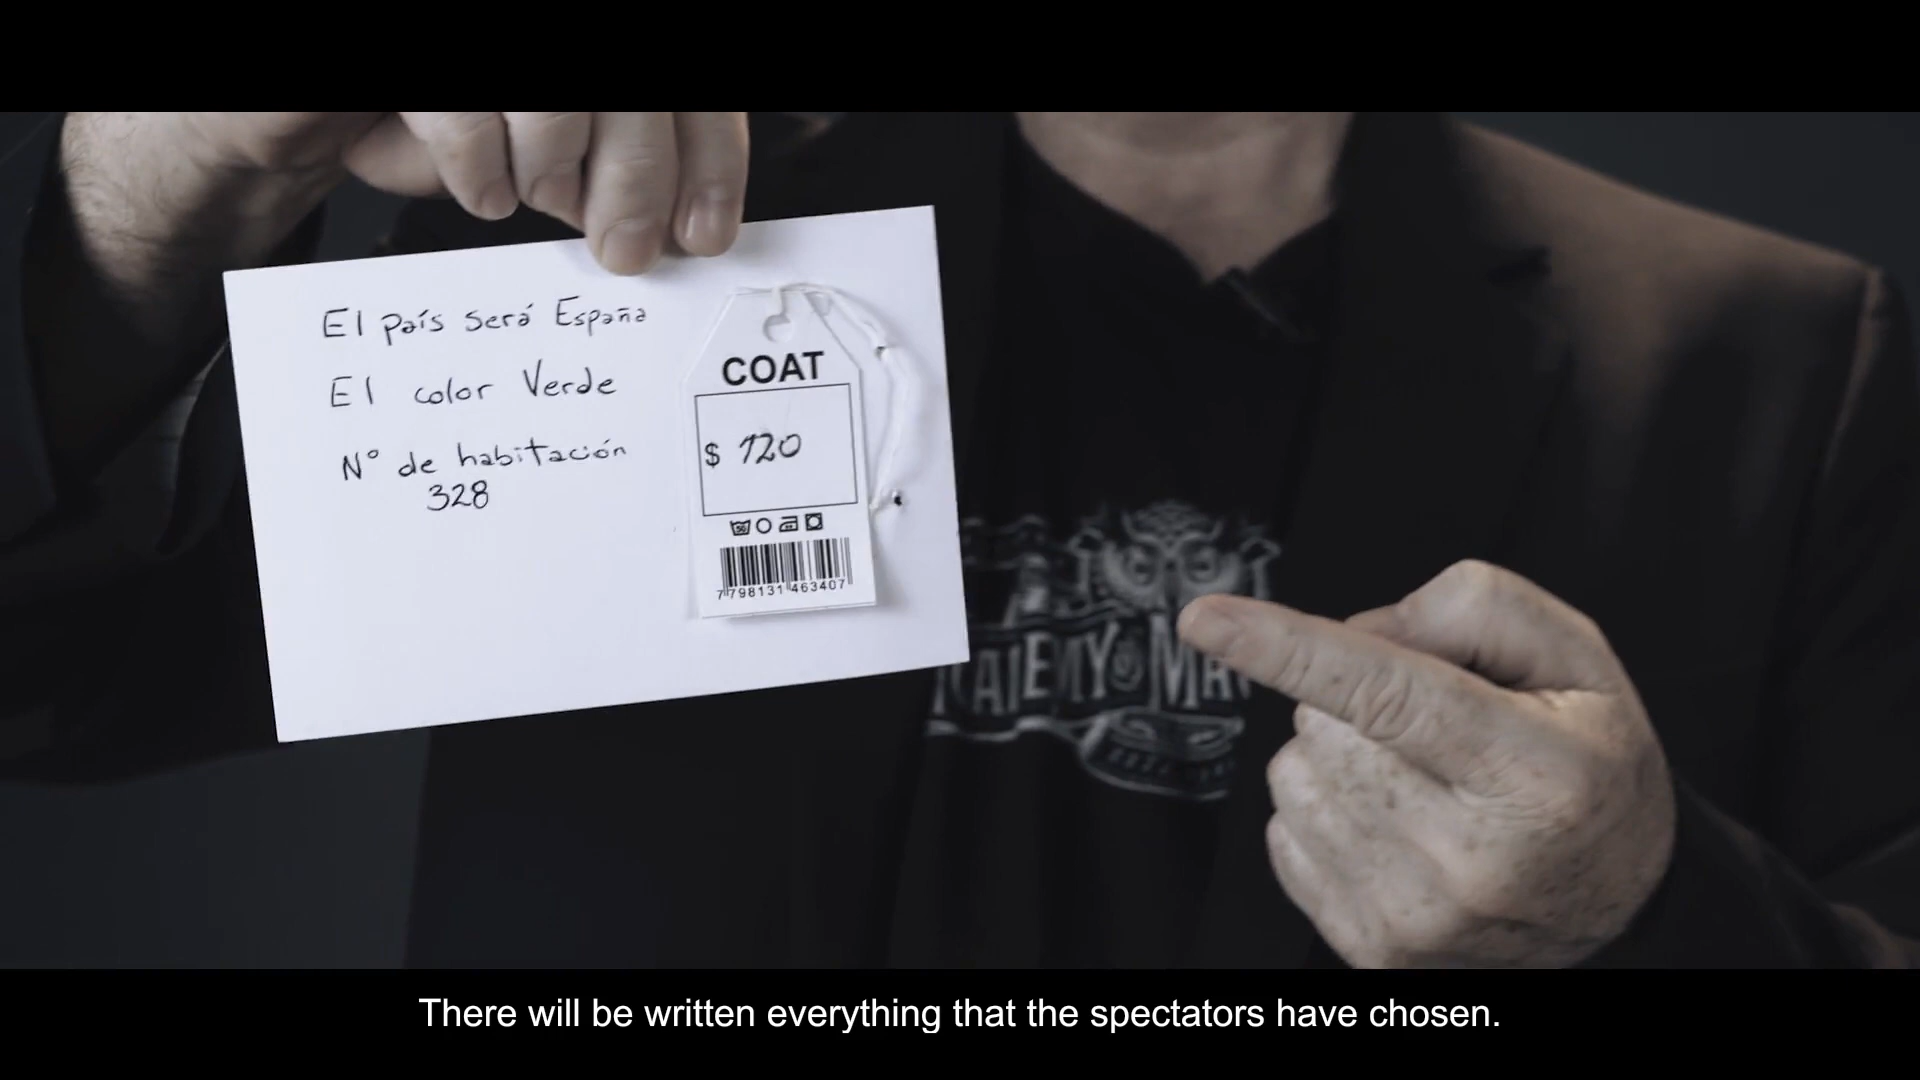 El país será España
El color Verde
Nº de habitación
328
COAT
$ 120
7 798131 463407
There will be written everything that the spectators have chosen.